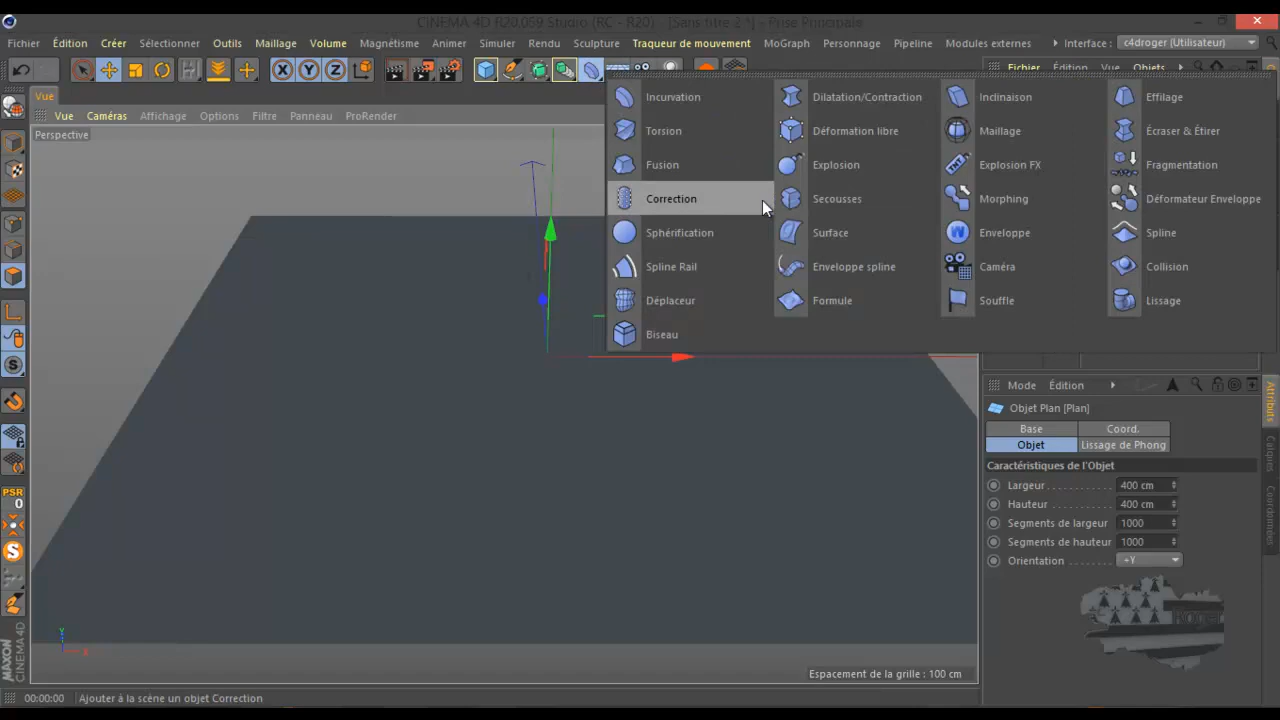 CINEMA 4D R20.059 Studio (RC - R20) - [Sans titre 2 *] - Prise Principale
Fichier Édition Créer Sélectionner Outils Maillage Volume Magnétisme Animer Simuler Rendu Sculpture Traqueur de mouvement MoGraph Personnage Pipeline Modules externes Interface : c4droger (Utilisateur)
X Y Z
Fichier Édition Vue Objets
Vue
Vue Caméras Affichage Options Filtre Panneau ProRender
Perspective
Incurvation Dilatation/Contraction Inclinaison Effilage
Torsion Déformation libre Maillage Écraser & Étirer
Fusion Explosion Explosion FX Fragmentation
Correction Secousses Morphing Déformateur Enveloppe
Sphérification Surface Enveloppe Spline
Spline Rail Enveloppe spline Caméra Collision
Déplaceur Formule Souffle Lissage
Biseau
Mode Édition
Objet Plan [Plan]
Base Coord.
Objet Lissage de Phong
Caractéristiques de l'Objet
Largeur 400 cm
Hauteur 400 cm
Segments de largeur 1000
Segments de hauteur 1000
Orientation +Y
Attributs
Calques
Coordonnées
PSR
0
S
Y
X
Espacement de la grille : 100 cm
MAXON
CINEMA 4D
00:00:00 Ajouter à la scène un objet Correction